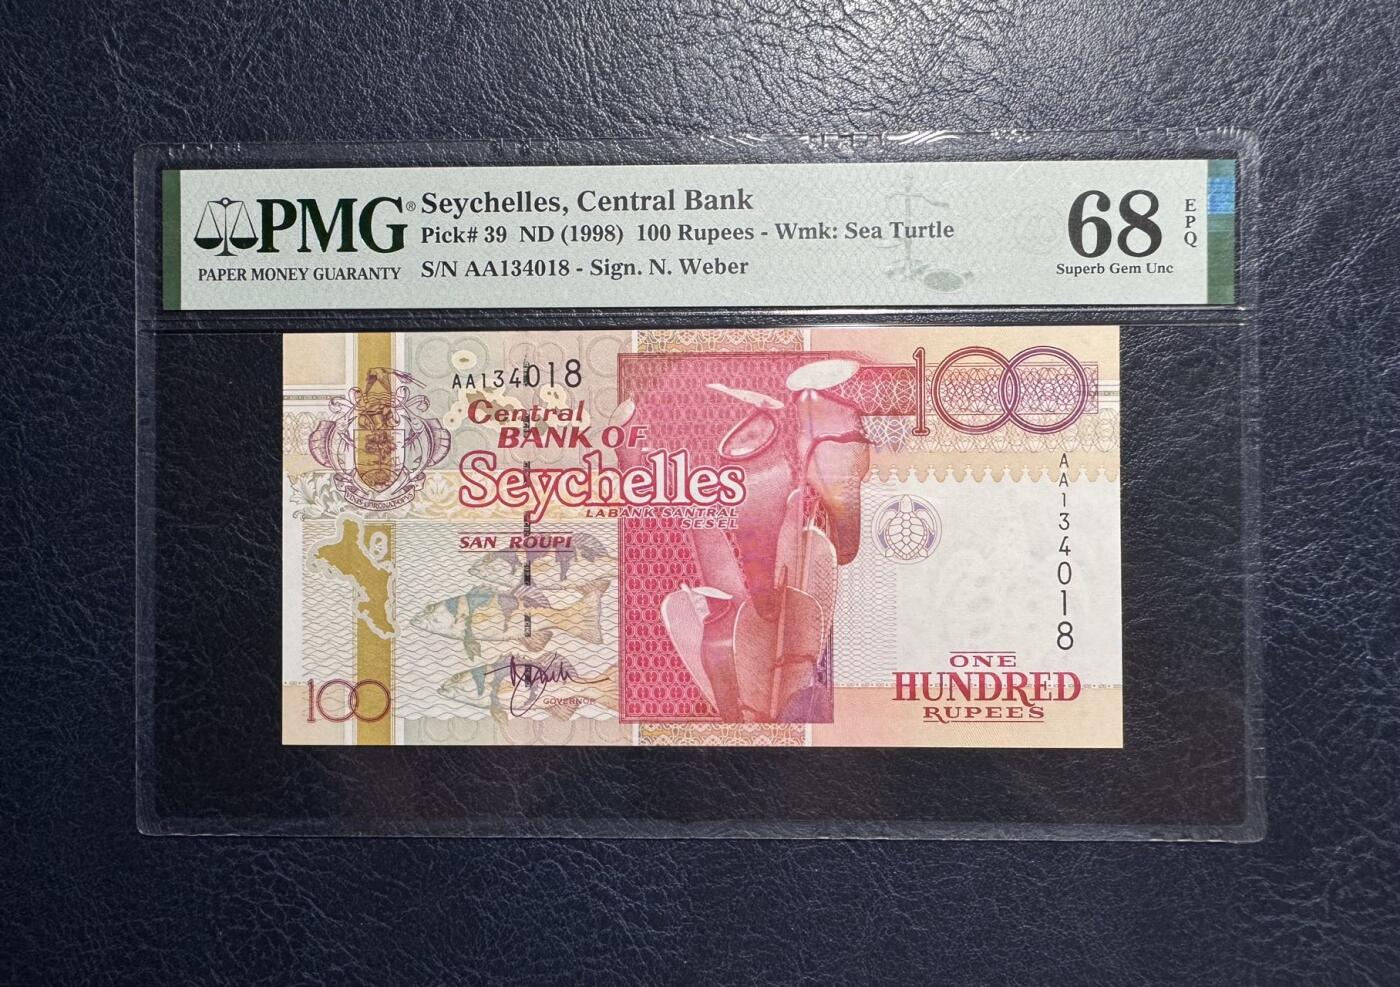 PMG®
PAPER MONEY GUARANTY
Seychelles, Central Bank
Pick# 39 ND (1998) 100 Rupees - Wmk: Sea Turtle
S/N AA134018 - Sign. N. Weber
68
EPQ
Superb Gem Unc
AA134018
Central
BANK OF
Seychelles
LABANK SANTRAL
SESEL
SAN ROUPI
GOVERNOR
100
100
AA134018
ONE
HUNDRED
RUPEES